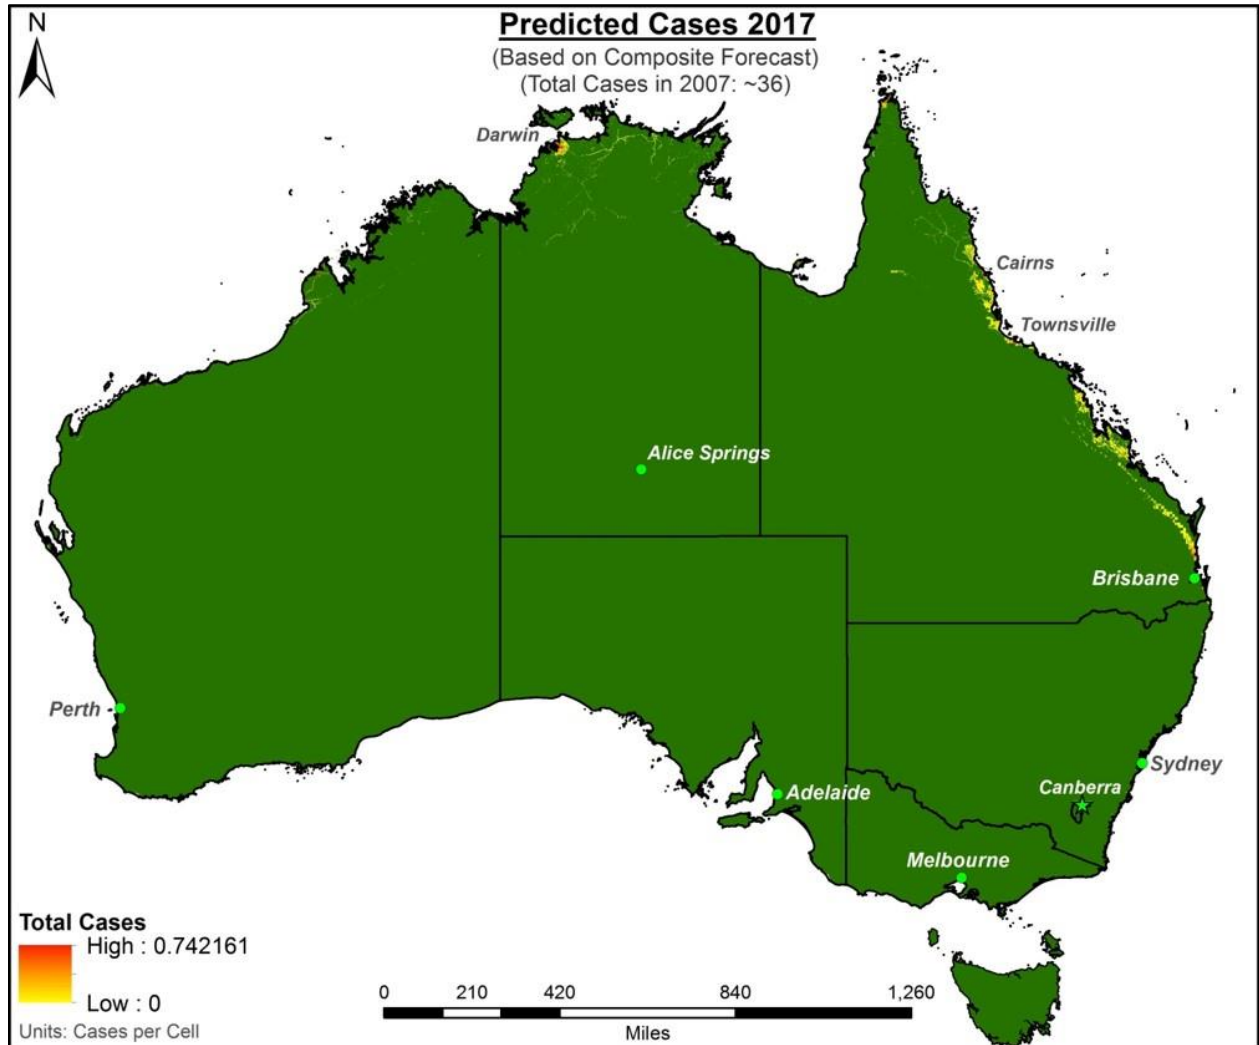 N
Predicted Cases 2017
(Based on Composite Forecast)
(Total Cases in 2007: ~36)
Darwin
Cairns
Townsville
Alice Springs
Brisbane
Perth
Sydney
Canberra
Adelaide
Melbourne
Total Cases
High : 0.742161
Low : 0
Units: Cases per Cell
0 210 420 840 1,260
Miles